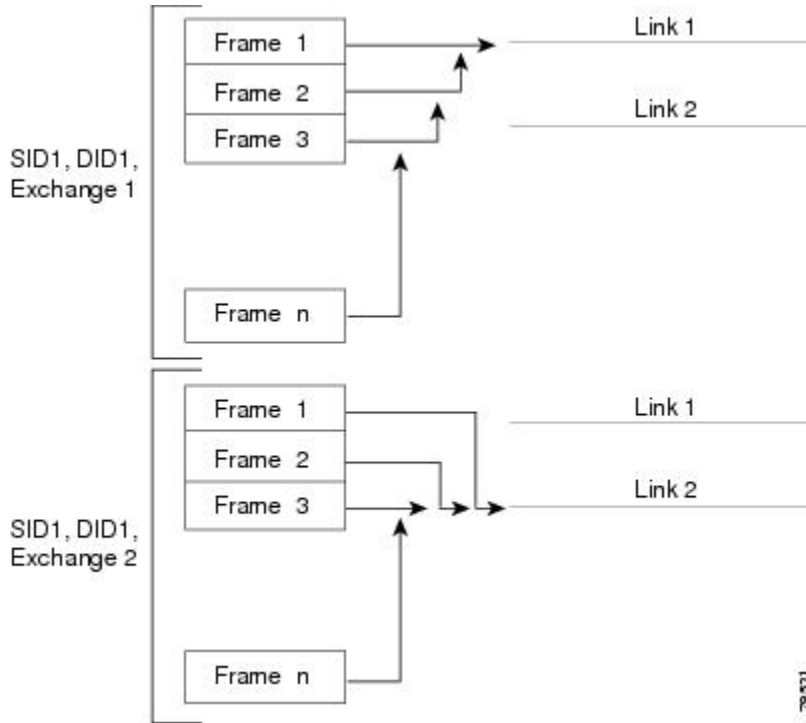 Frame 1
Link 1
Frame 2
Link 2
Frame 3
SID1, DID1,
Exchange 1
Frame n
Frame 1
Link 1
Frame 2
Link 2
Frame 3
SID1, DID1,
Exchange 2
Frame n